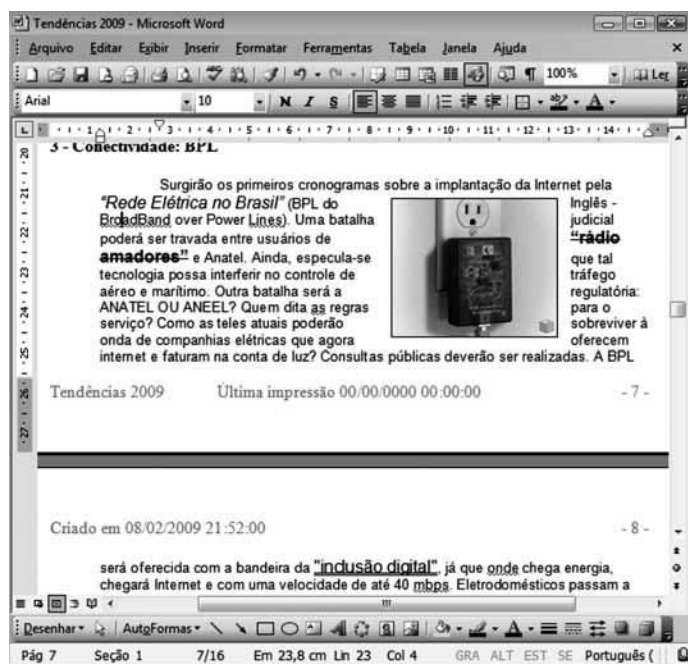 Tendências 2009 - Microsoft Word
Arquivo Editar Exibir Inserir Formatar Ferramentas Tabela Janela Ajuda
100% Ler
Arial 10 N I S
3 - Conectividade: BPL
Surgirão os primeiros cronogramas sobre a implantação da Internet pela
"Rede Elétrica no Brasil" (BPL do Inglês -
BroadBand over Power Lines). Uma batalha judicial
poderá ser travada entre usuários de "rádio
amadores" e Anatel. Ainda, especula-se que tal
tecnologia possa interferir no controle de tráfego
aéreo e marítimo. Outra batalha será a regulatória:
ANATEL OU ANEEL? Quem dita as regras para o
serviço? Como as teles atuais poderão sobreviver à
onda de companhias elétricas que agora oferecem
internet e faturam na conta de luz? Consultas públicas deverão ser realizadas. A BPL
Tendências 2009 Última impressão 00/00/0000 00:00:00 - 7 -
Criado em 08/02/2009 21:52:00 - 8 -
será oferecida com a bandeira da "inclusão digital", já que onde chega energia,
chegará Internet e com uma velocidade de até 40 mbps. Eletrodomésticos passam a
Desenhar AutoFormas
Pág 7 Seção 1 7/16 Em 23,8 cm Lin 23 Col 4 GRA ALT EST SE Português (